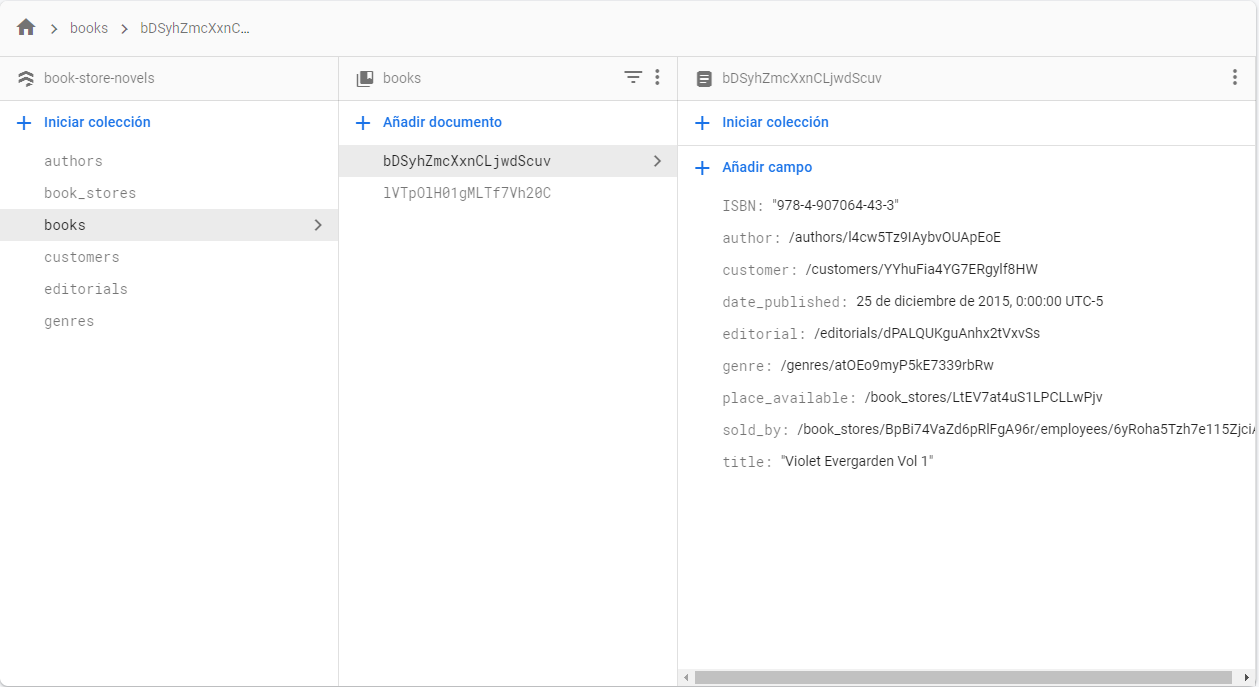 books
bDSyhZmcXxnC...
book-store-novels
Iniciar colección
authors
book_stores
books
customers
editorials
genres
books
Añadir documento
bDSyhZmcXxnCLjwdScuv
lVTpOlH01gMLTf7Vh20C
bDSyhZmcXxnCLjwdScuv
Iniciar colección
Añadir campo
ISBN: "978-4-907064-43-3"
author: /authors/l4cw5Tz9IAybvOUApEoE
customer: /customers/YYhuFia4YG7ERgylf8HW
date_published: 25 de diciembre de 2015, 0:00:00 UTC-5
editorial: /editorials/dPALQUKguAnhx2tVxvSs
genre: /genres/atOEo9myP5kE7339rbRw
place_available: /book_stores/LtEV7at4uS1LPCLLwPjv
sold_by: /book_stores/BpBi74VaZd6pRlFgA96r/employees/6yRoha5Tzh7e115Zjci
title: "Violet Evergarden Vol 1"